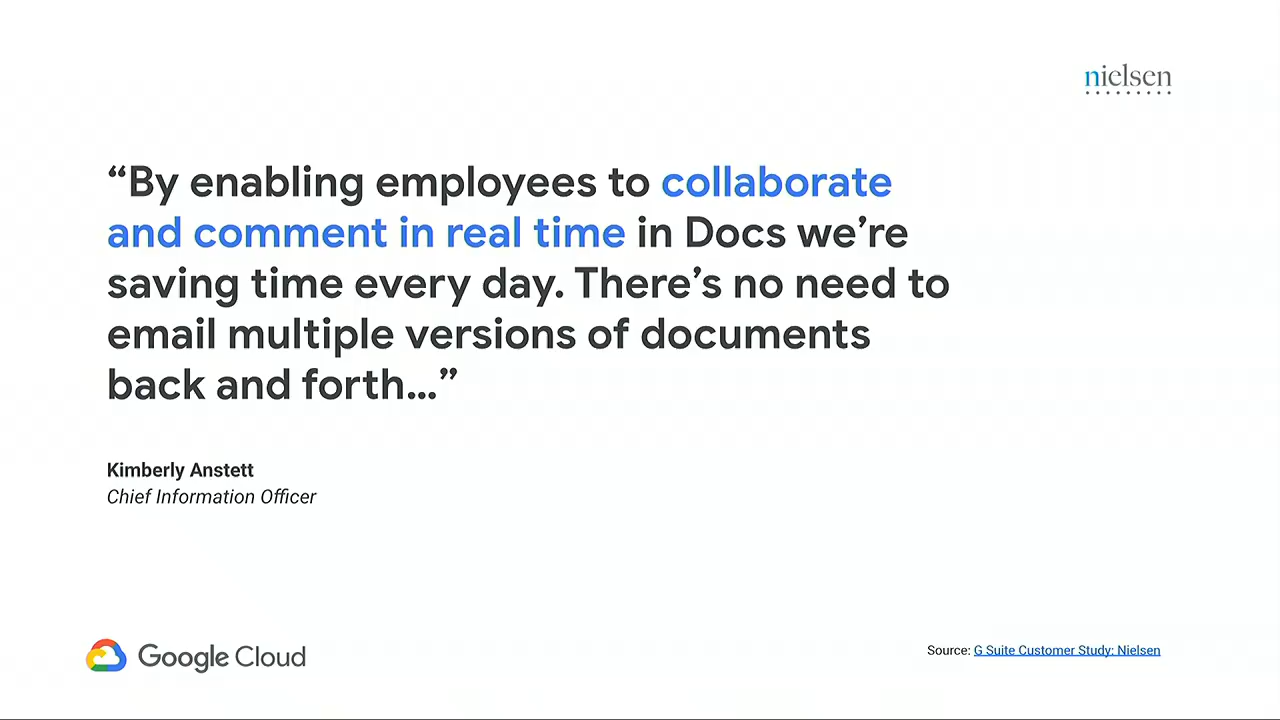 nielsen
“By enabling employees to collaborate
and comment in real time in Docs we’re
saving time every day. There’s no need to
email multiple versions of documents
back and forth...”
Kimberly Anstett
Chief Information Officer
Google Cloud
Source: G Suite Customer Study: Nielsen